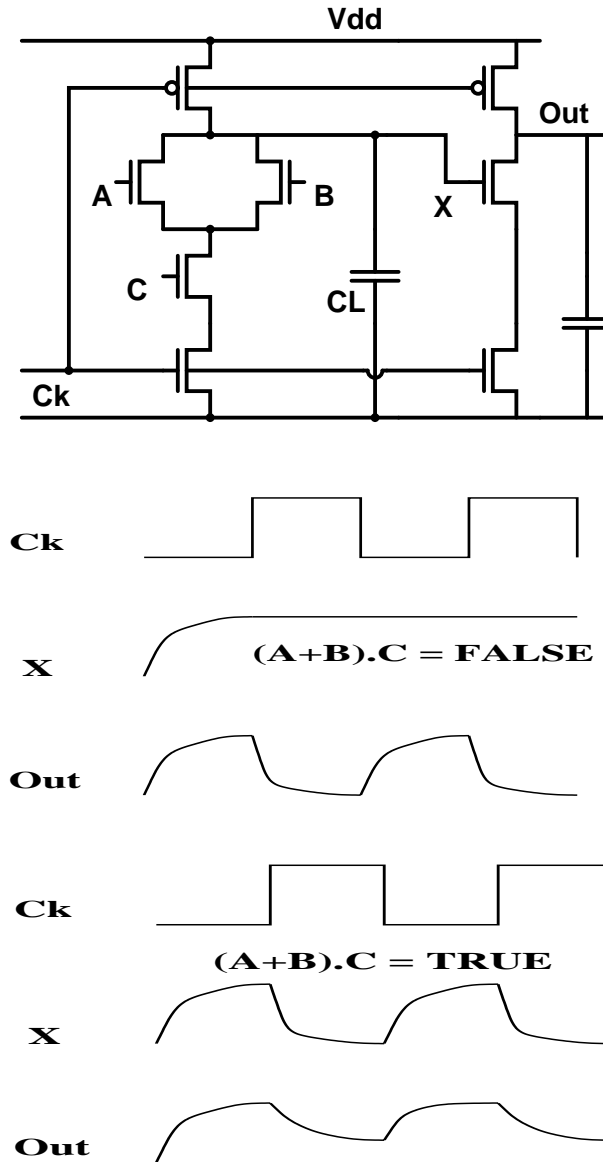 Vdd
Out
A
B
X
C
CL
Ck
Ck
X
(A+B).C = FALSE
Out
Ck
(A+B).C = TRUE
X
Out